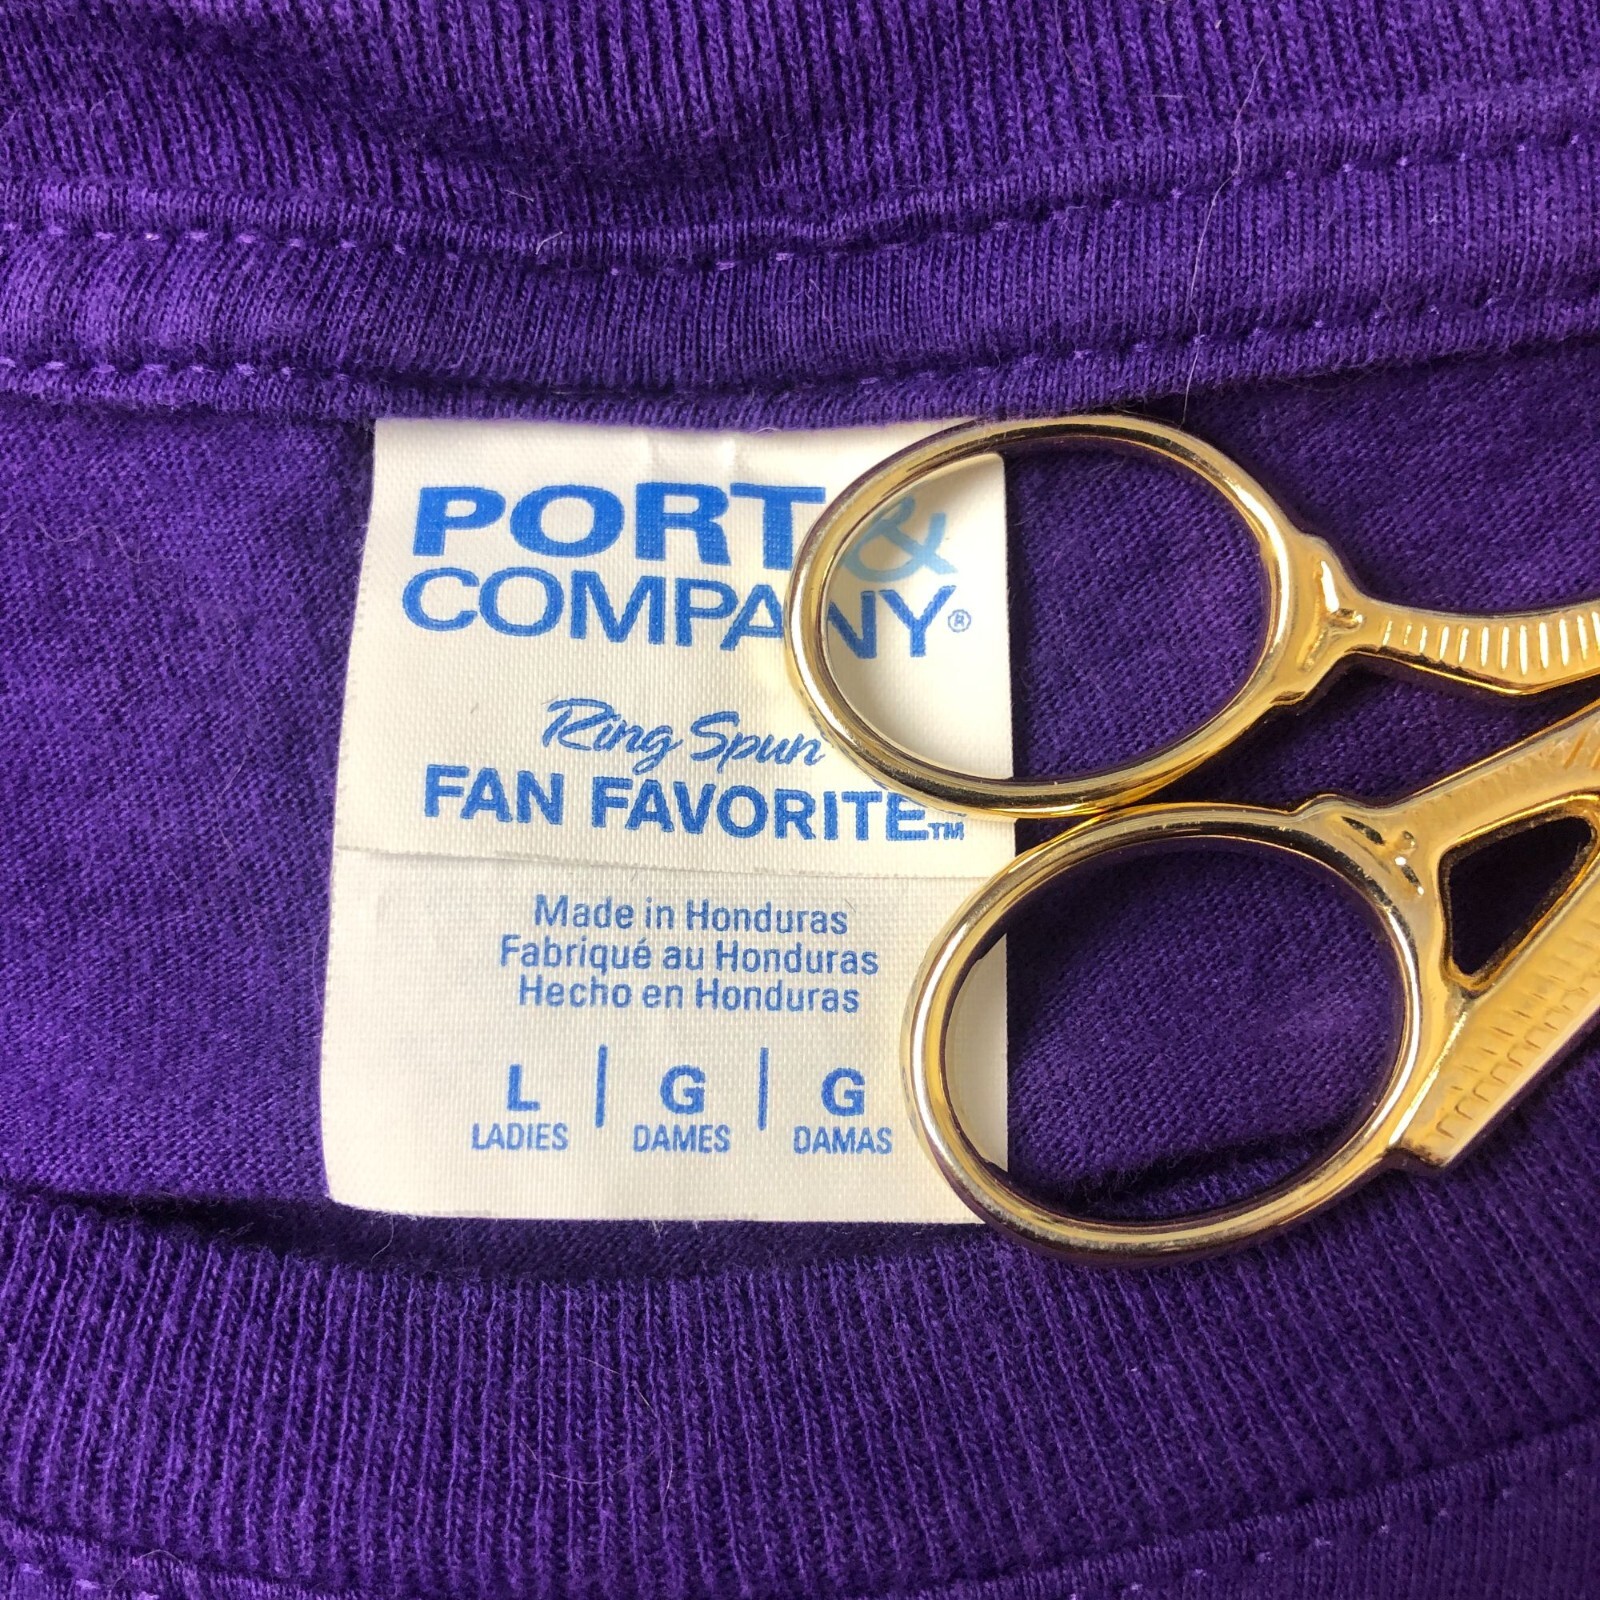 PORT &
COMPANY®
Ring Spun
FAN FAVORITE™
Made in Honduras
Fabriqué au Honduras
Hecho en Honduras
L | G | G
LADIES DAMES DAMAS